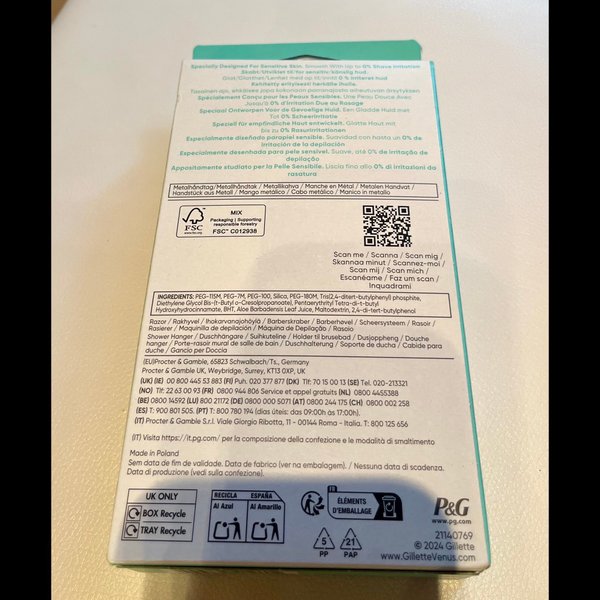 Specially Designed For Sensitive Skin. Smooth With up to 0% Shave Irritation
Skabt/Utviklet til/for sensitiv/känslig hud.
Glat/Glatthet/Lenhet med op til/inntil 0 % irriteret hud
Kehitetty erityisesti herkälle iholle.
Tasainen ajo, ehkäisee jopa kokonaan parranajosta aiheutuvan ärsytyksen
Spécialement Conçu pour les Peaux Sensibles. Une Peau Douce Avec
Jusqu'à 0% d'Irritation Due au Rasage
Speciaal Ontworpen Voor de Gevoelige Huid. Een Gladde Huid met
Tot 0% Scheerirritatie
Speziell für empfindliche Haut entwickelt. Glatte Haut mit
bis zu 0% Rasurirritationen
Especialmente diseñado para piel sensible. Suavidad con hasta un 0% de
irritación de la depilación
Especialmente desenhada para pele sensível. Suave, até 0% de irritação de
depilação
Appositamente studiato per la Pelle Sensibile. Liscia fino allo 0% di irritazioni da
rasatura
Metalhåndtag/Metallhåndtak / Metallikahva / Manche en Métal / Metalen Handvat /
Handstück aus Metall / Mango metálico / Cabo metálico / Manico in metallo
FSC
www.fsc.org
MIX
Packaging | Supporting
responsible forestry
FSC™ C012938
Scan me / Scanna / Scan mig /
Skannaa minut / Scannez-moi /
Scan mij / Scan mich /
Escanéame / Faz um scan /
Inquadrami
INGREDIENTS: PEG-115M, PEG-7M, PEG-100, Silica, PEG-180M, Tris(2,4-ditert-butylphenyl) phosphite,
Diethylene Glycol Bis-(t-Butyl o-Cresolpropanoate), Pentaerythrityl Tetra-di-t-butyl
Hydroxyhydrocinnamate, BHT, Aloe Barbadensis Leaf Juice, Maltodextrin, 2,4-di-tert-butylphenol
Razor / Rakhyvel / Ihokarvanajohöylä / Barberskraber / Barberhøvel / Scheersysteem / Rasoir /
Rasierer / Maquinilla de depilación / Máquina De Depilação / Rasoio
Shower Hanger / Duschhängare / Suihkuteline / Holder til brusebad / Dusjoppheng / Douche
hanger / Porte-rasoir mural de salle de bain / Duschhalterung / Soporte de ducha / Cabide para
duche / Gancio per Doccia
(EU) Procter & Gamble, 65823 Schwalbach/Ts., Germany
Procter & Gamble UK, Weybridge, Surrey, KT13 0XP, UK
(UK) (IE) 00 800 445 53 883 (FI) Puh. 020 377 877 (DK) Tlf: 70 15 00 13 (SE) Tel. 020-213321
(NO) Tlf: 22 63 00 93 (FR) 0800 944 806 Service et appel gratuits (NL) 0800 4455388
(BE) 0800 14592 (LU) 800 21172 (DE) 0800 000 5071 (AT) 0800 244 175 (CH) 0800 002 258
(ES) T: 900 801 505. (PT) T: 800 780 194 (dias úteis: das 09:00h às 17:00h).
(IT) Procter & Gamble S.r.l. Viale Giorgio Ribotta, 11 - 00144 Roma - Italia. T: 800 125 656
(IT) Visita https://it.pg.com/ per la composizione della confezione e le modalità di smaltimento
Made in Poland
Sem data de fim de validade. Data de fabrico (ver na embalagem). / Nessuna data di scadenza.
Data di produzione (vedi sulla confezione).
UK ONLY
BOX Recycle
TRAY Recycle
RECICLA
Al Azul
ESPAÑA
Al Amarillo
FR
ÉLÉMENTS
D'EMBALLAGE
5
PP
21
PAP
P&G
www.pg.com
21140769
© 2024 Gillette
www.GilletteVenus.com